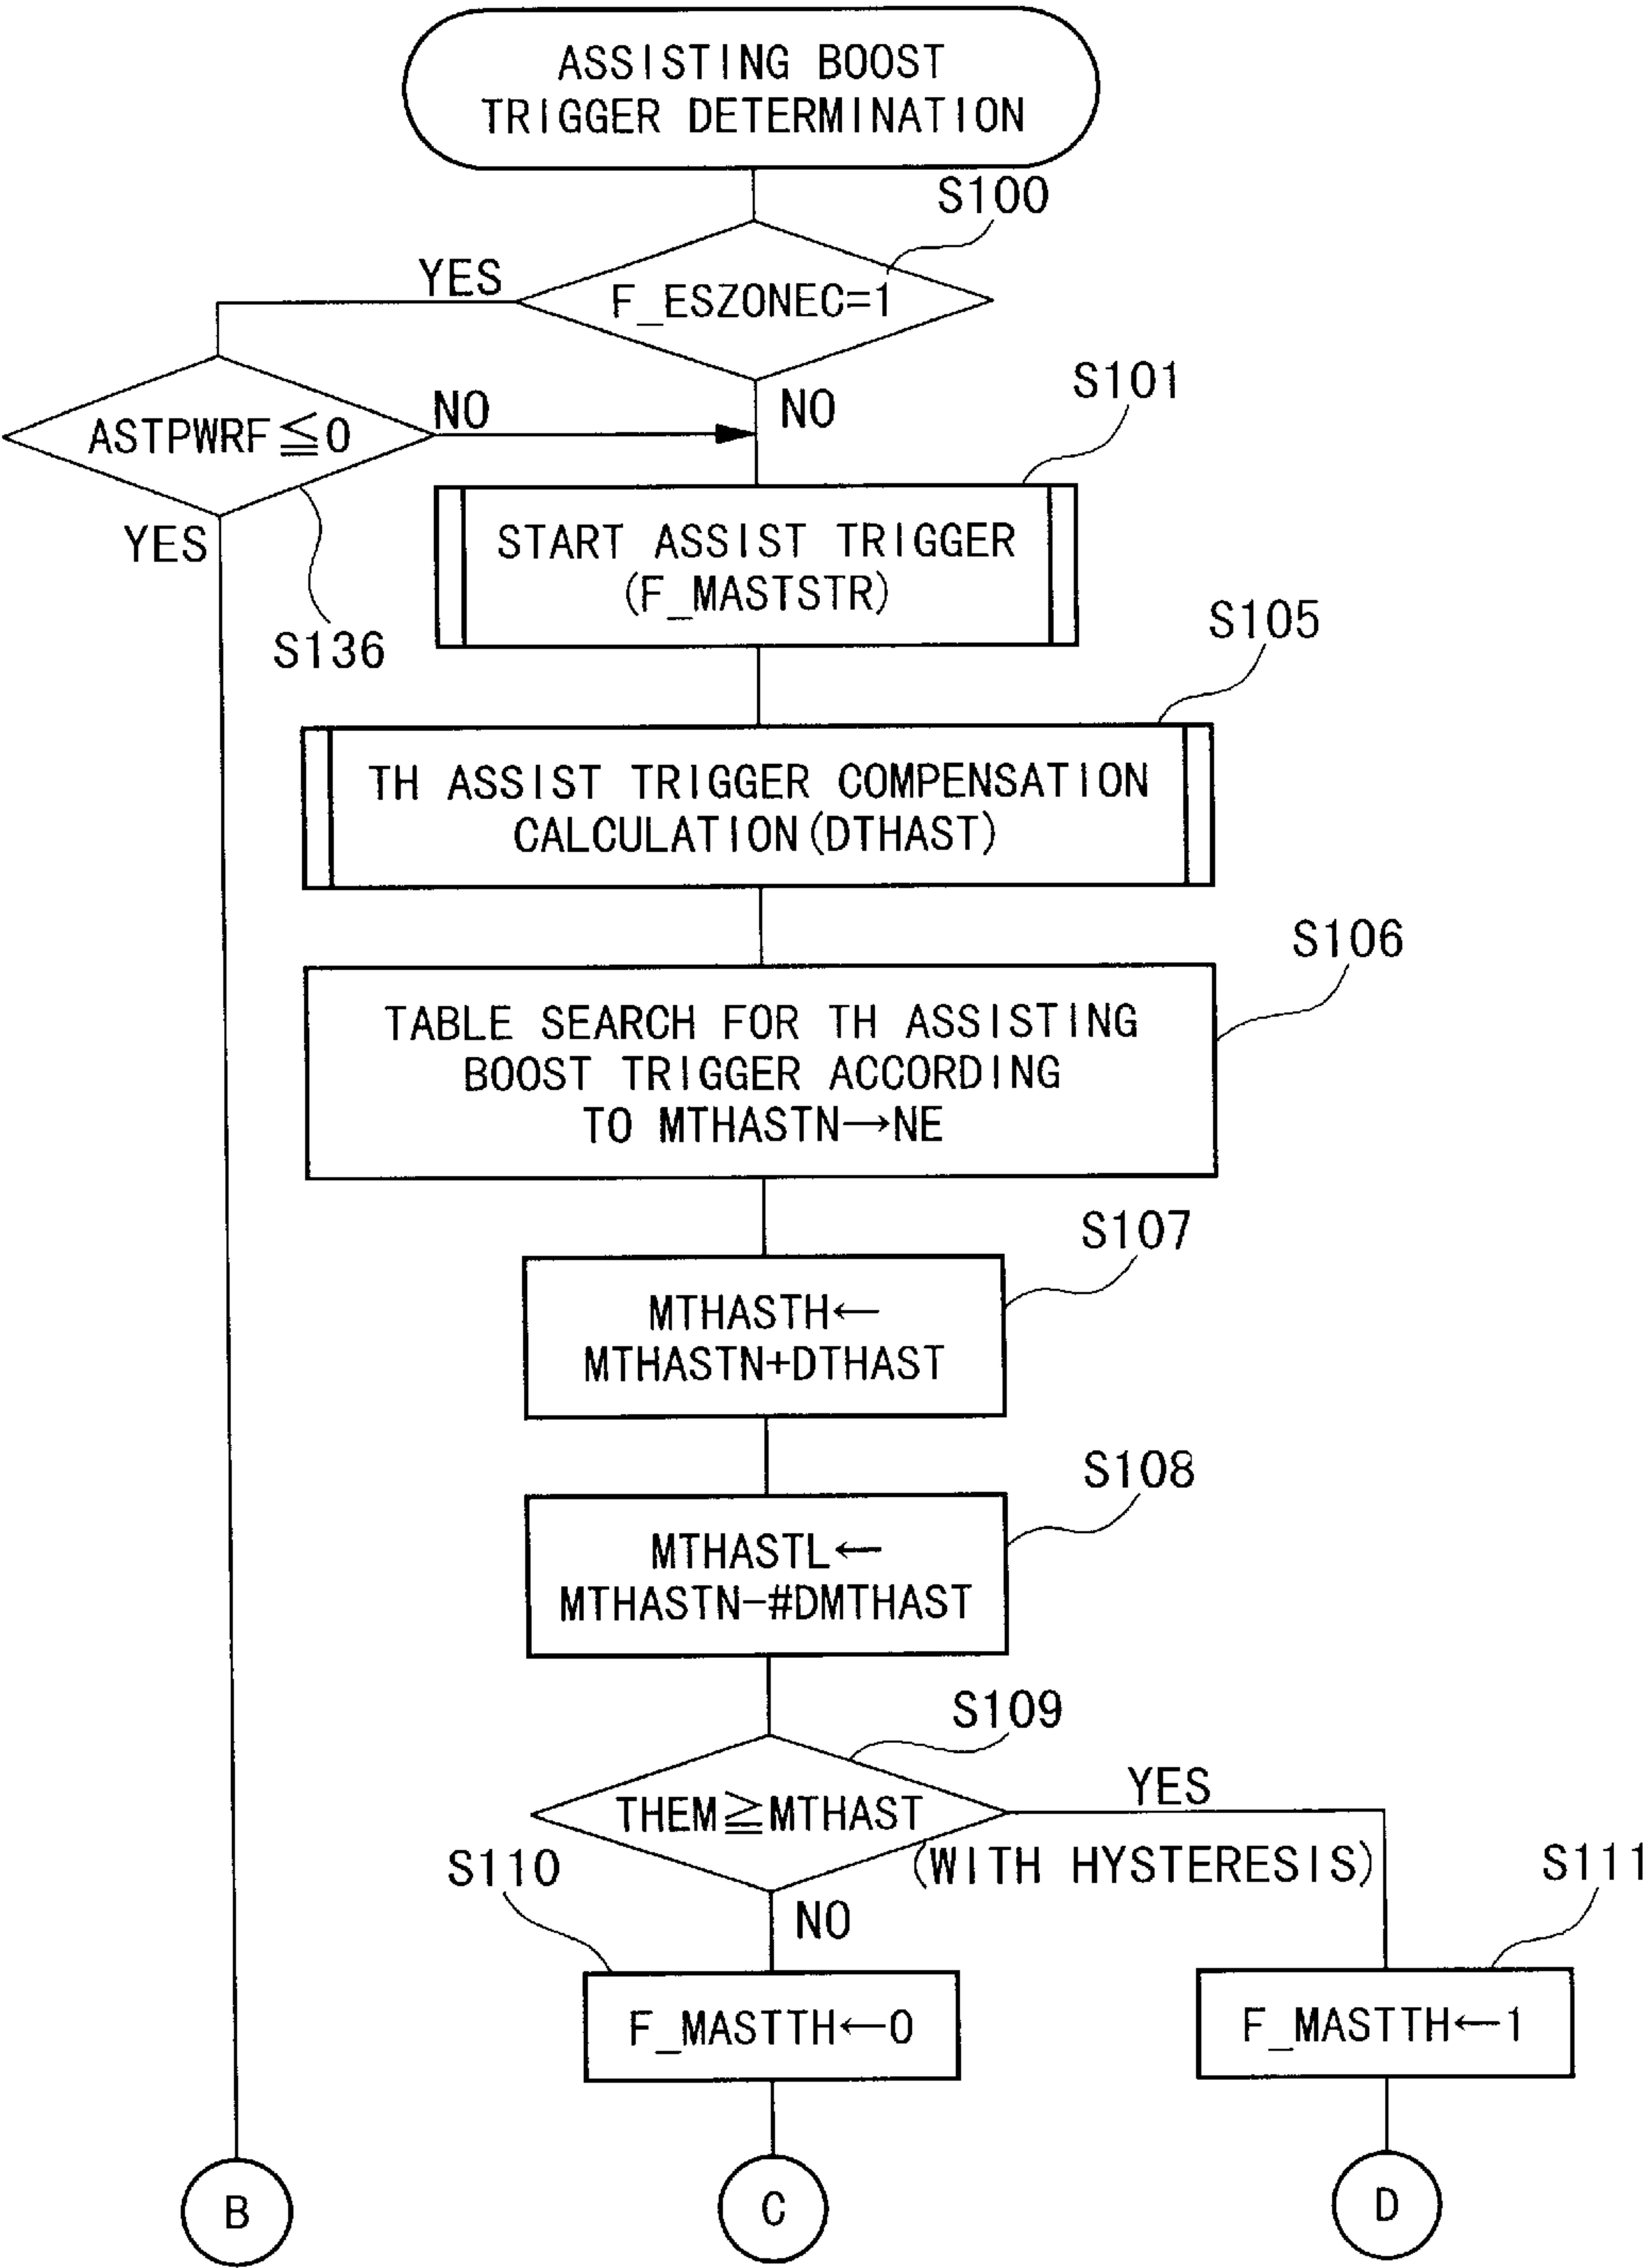 ASSISTING BOOST
TRIGGER DETERMINATION
S100
YES
F_ESZONEC=1
S101
NO
NO
ASTPWRF≦0
YES
START ASSIST TRIGGER
(F_MASTSTR)
S136
S105
TH ASSIST TRIGGER COMPENSATION
CALCULATION(DTHAST)
S106
TABLE SEARCH FOR TH ASSISTING
BOOST TRIGGER ACCORDING
TO MTHASTN→NE
S107
MTHASTH←
MTHASTN+DTHAST
S108
MTHASTL←
MTHASTN-#DMTHAST
S109
YES
THEM≧MTHAST
(WITH HYSTERESIS)
S110
S111
NO
F_MASTTH←0
F_MASTTH←1
B
C
D